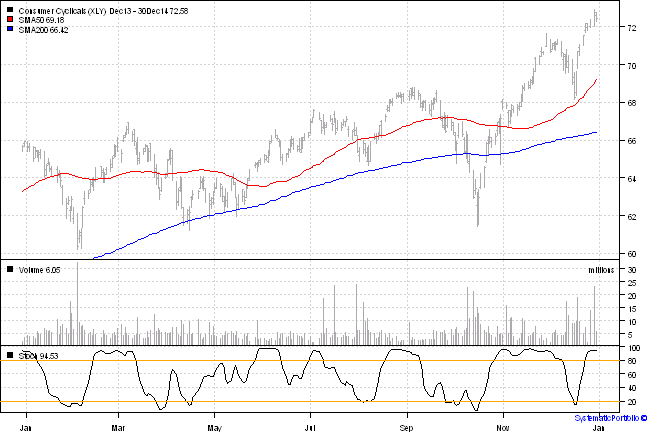 Consumer Cyclicals (XLY) Dec13 - 30Dec14 72.58
SMA50 69.18
SMA200 66.42
72
70
68
66
64
62
60
Volume 6.05
millions
30
25
20
15
10
5
Stoch 94.53
100
80
60
40
20
SystematicPortfolio ©
Jan
Mar
May
Jul
Sep
Nov
Jan